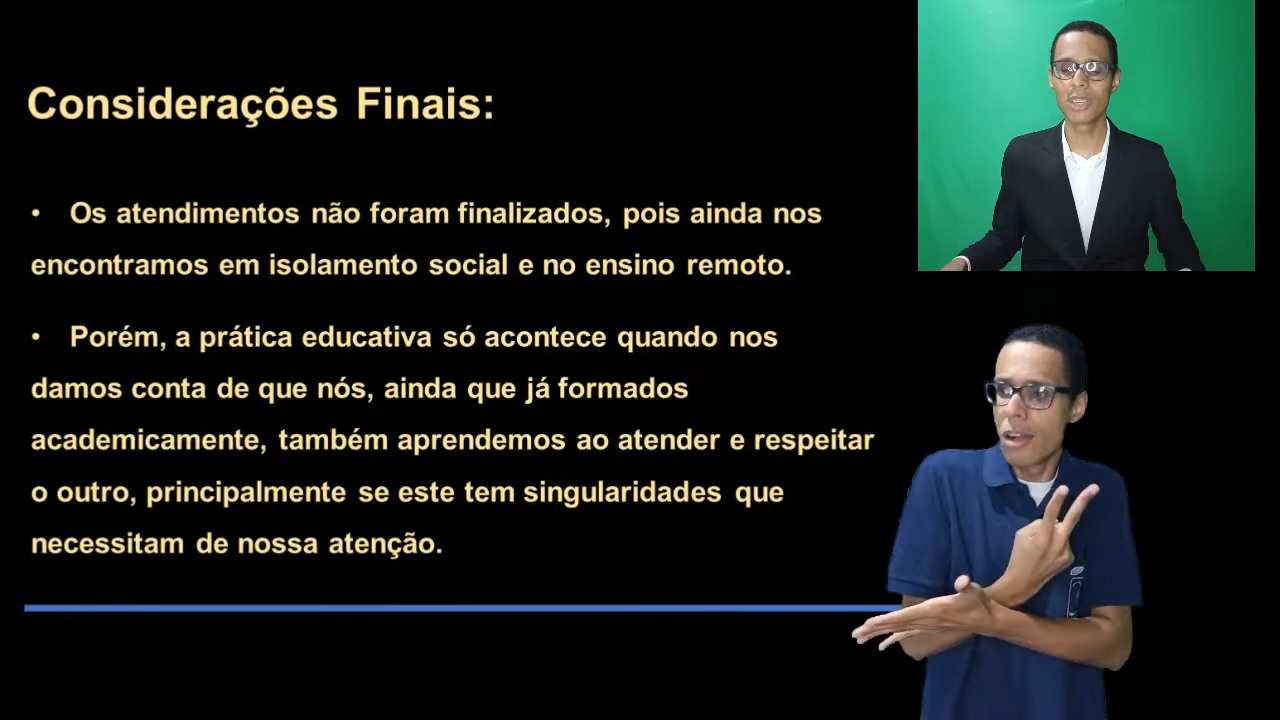 Considerações Finais:
• Os atendimentos não foram finalizados, pois ainda nos
encontramos em isolamento social e no ensino remoto.
• Porém, a prática educativa só acontece quando nos
damos conta de que nós, ainda que já formados
academicamente, também aprendemos ao atender e respeitar
o outro, principalmente se este tem singularidades que
necessitam de nossa atenção.